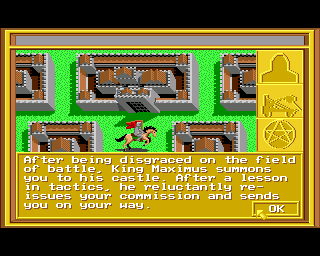 After being disgraced on the field
of battle, King Maximus summons
you to his castle. After a lesson
in tactics, he reluctantly re-
issues your commission and sends
you on your way.
OK